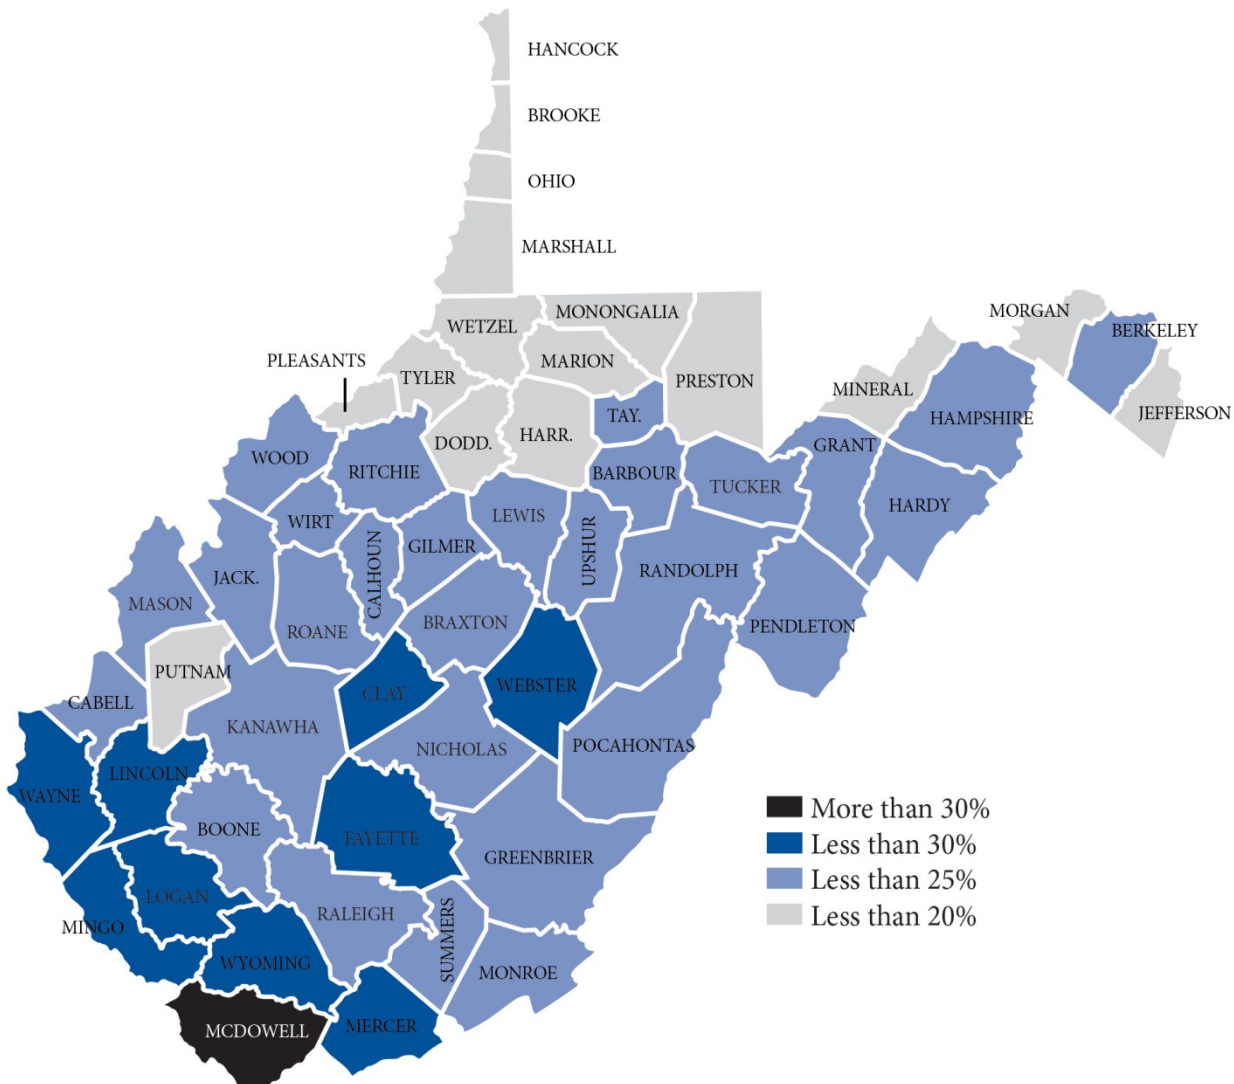 HANCOCK
BROOKE
OHIO
MARSHALL
WETZEL
MONONGALIA
MARION
PRESTON
PLEASANTS
TYLER
DODD.
HARR.
TAY.
MINERAL
MORGAN
BERKELEY
JEFFERSON
HAMPSHIRE
GRANT
HARDY
WOOD
RITCHIE
BARBOUR
TUCKER
WIRT
LEWIS
GILMER
CALHOUN
UPSHUR
RANDOLPH
JACK.
MASON
ROANE
BRAXTON
PENDLETON
PUTNAM
CABELL
KANAWHA
CLAY
WEBSTER
NICHOLAS
POCAHONTAS
WAYNE
LINCOLN
BOONE
FAYETTE
GREENBRIER
LOGAN
MINGO
RALEIGH
SUMMERS
WYOMING
MONROE
MCDOWELL
MERCER
More than 30%
Less than 30%
Less than 25%
Less than 20%